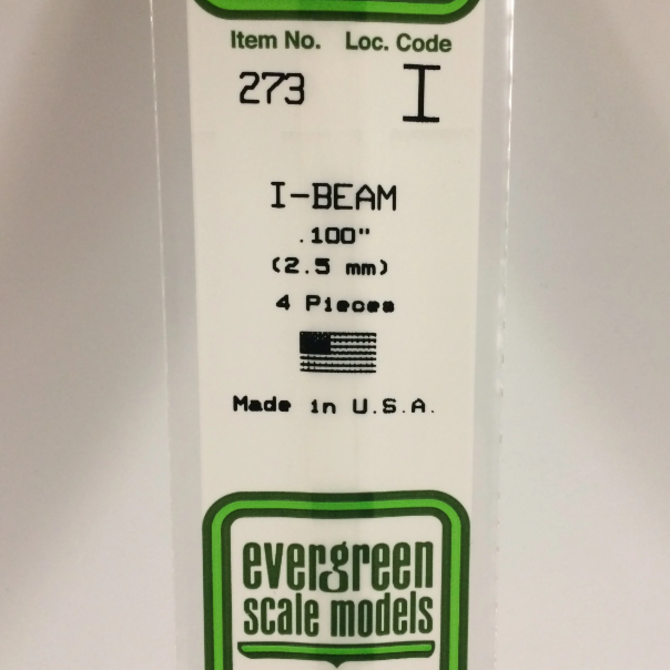 Item No. Loc. Code
273 I
I-BEAM
.100"
(2.5 mm)
4 Pieces
Made in U.S.A.
evergreen
scale models